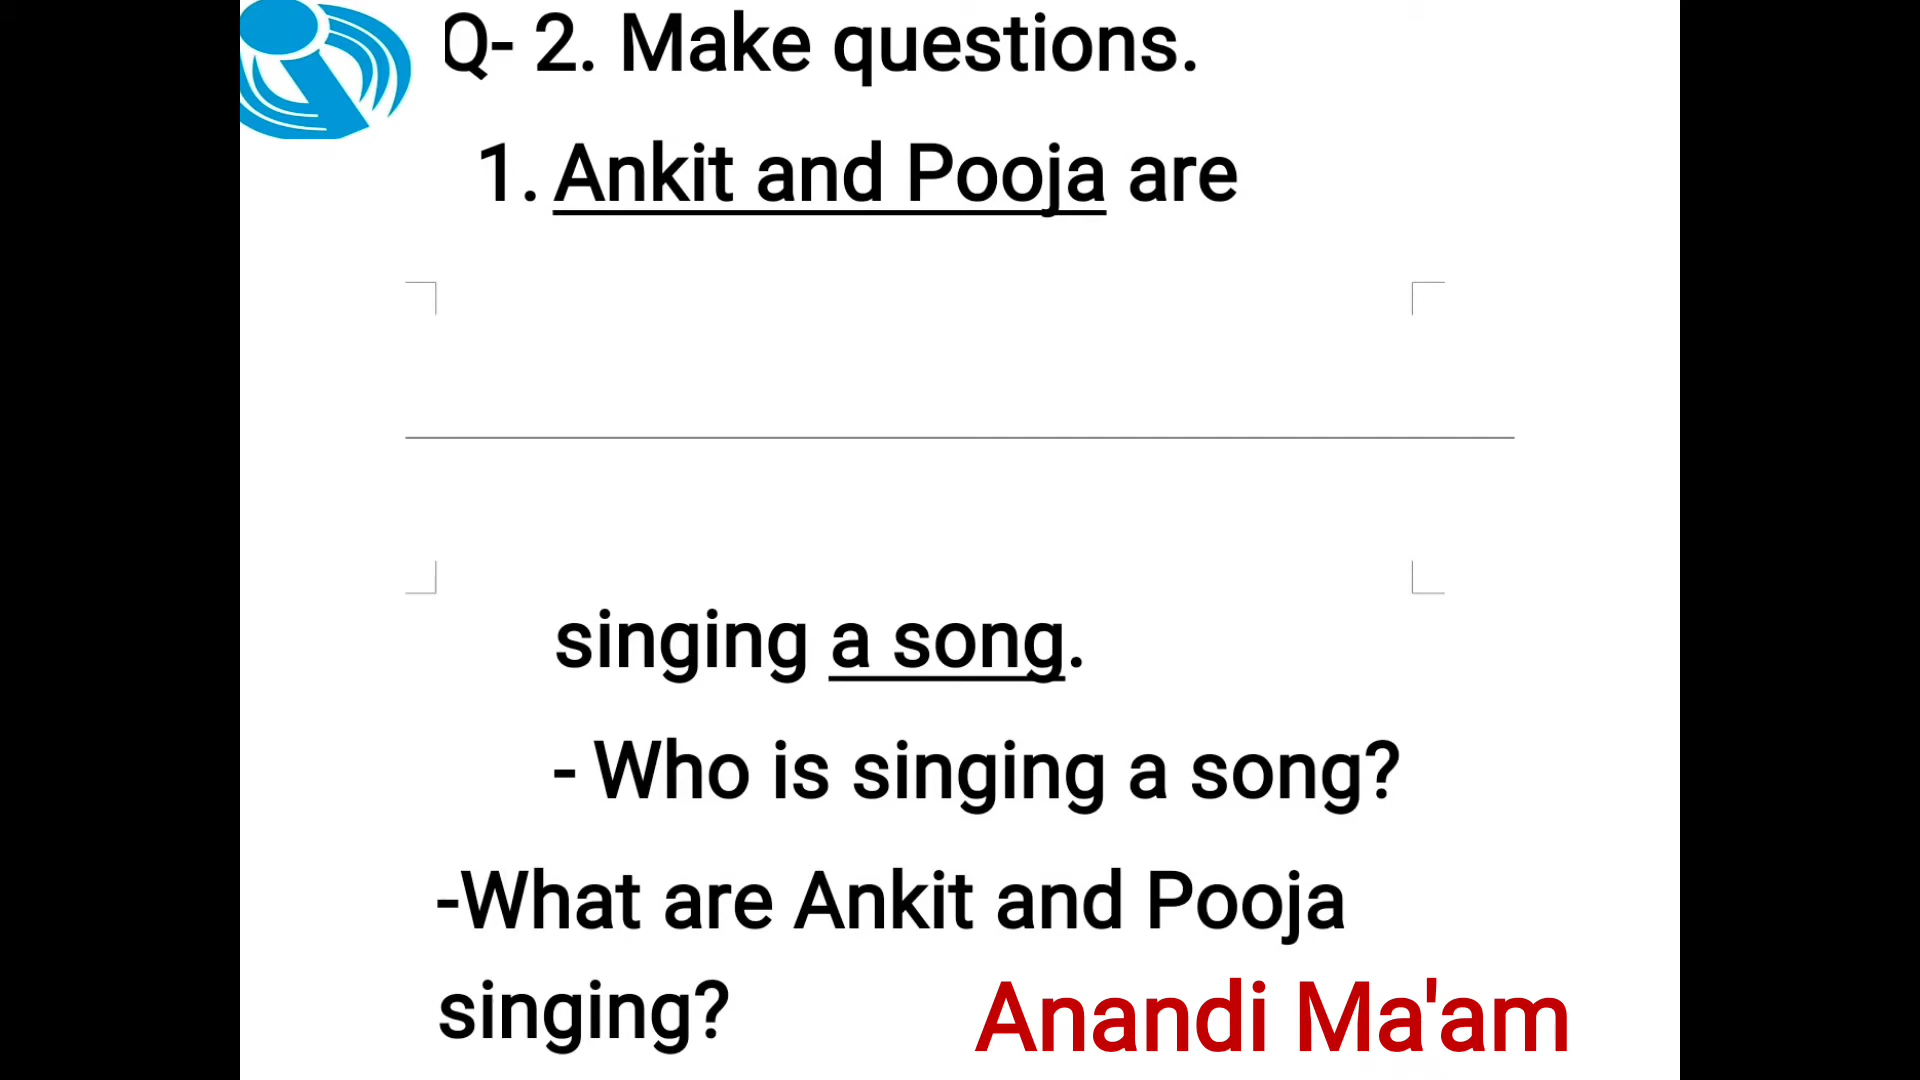 Q- 2. Make questions.
1. Ankit and Pooja are
singing a song.
- Who is singing a song?
-What are Ankit and Pooja
singing?
Anandi Ma'am